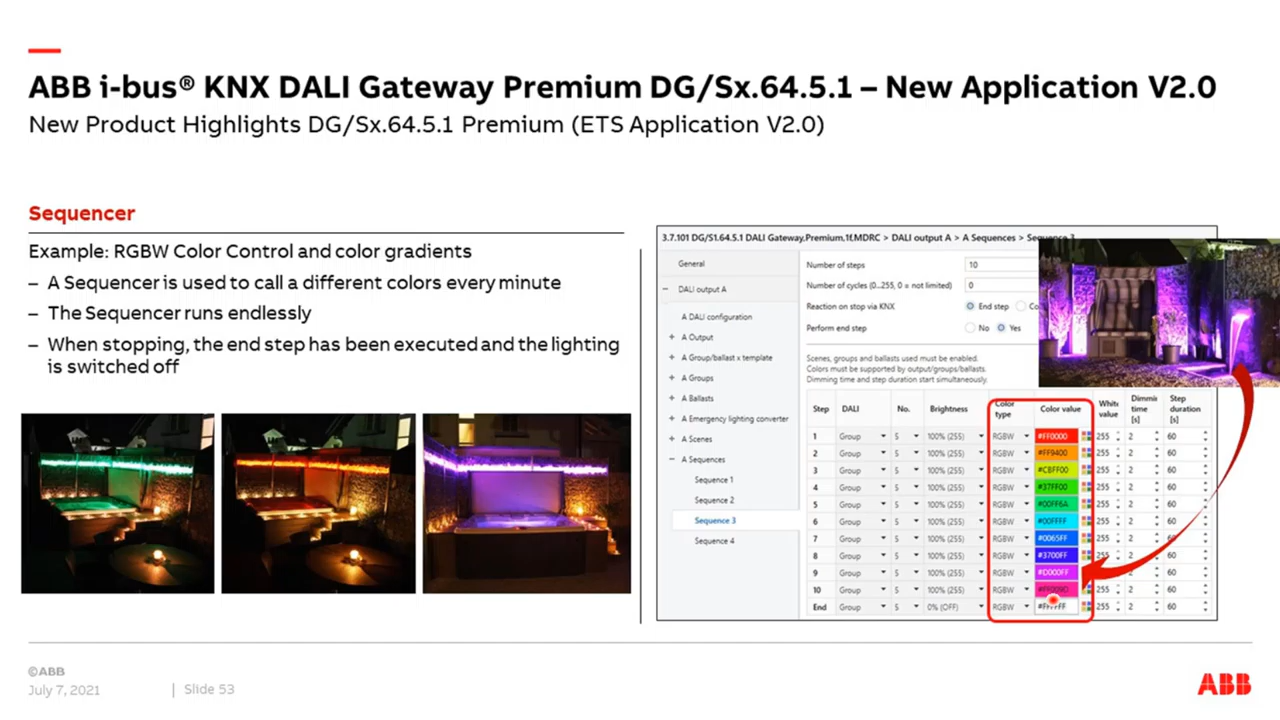 ABB i-bus® KNX DALI Gateway Premium DG/Sx.64.5.1 – New Application V2.0
New Product Highlights DG/Sx.64.5.1 Premium (ETS Application V2.0)
Sequencer
Example: RGBW Color Control and color gradients
– A Sequencer is used to call a different colors every minute
– The Sequencer runs endlessly
– When stopping, the end step has been executed and the lighting
is switched off
3.7.101 DG/S1.64.5.1 DALI Gateway,Premium,1f,MDRC > DALI output A > A Sequences > Sequence 3
General
– DALI output A
A DALI configuration
+ A Output
+ A Group/ballast x template
+ A Groups
+ A Ballasts
+ A Emergency lighting converter
+ A Scenes
– A Sequences
Sequence 1
Sequence 2
Sequence 3
Sequence 4
Number of steps 10
Number of cycles (0...255, 0 = not limited) 0
Reaction on stop via KNX End step Co
Perform end step No Yes
Scenes, groups and ballasts used must be enabled.
Colors must be supported by output/groups/ballasts.
Dimming time and step duration start simultaneously.
Step DALI No. Brightness Color type Color value White value Dimmi time [s] Step duration [s]
1 Group 5 100% (255) RGBW #FF0000 255 2 60
2 Group 5 100% (255) RGBW #FF9400 255 2 60
3 Group 5 100% (255) RGBW #C8FF00 255 2 60
4 Group 5 100% (255) RGBW #37FF00 255 2 60
5 Group 5 100% (255) RGBW #00FF6A 255 2 60
6 Group 5 100% (255) RGBW #00FFFF 255 2 60
7 Group 5 100% (255) RGBW #0065FF 255 2 60
8 Group 5 100% (255) RGBW #3700FF 255 2 60
9 Group 5 100% (255) RGBW #D000FF 255 2 60
10 Group 5 100% (255) RGBW 255 2 60
End Group 5 0% (OFF) RGBW #FFFFFF 255 2 60
©ABB
July 7, 2021 | Slide 53
ABB